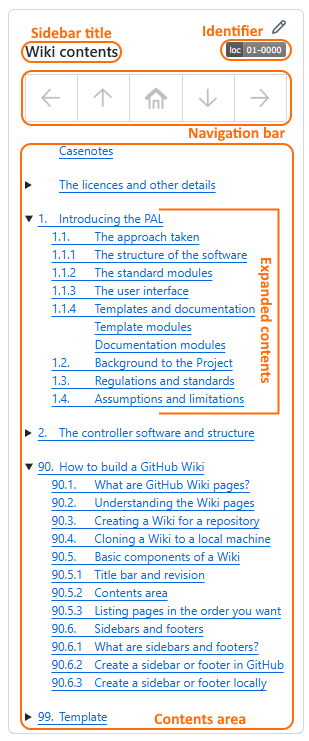 Sidebar title
Identifier
Wiki contents
loc 01-0000
Navigation bar
Casenotes
The licences and other details
1. Introducing the PAL
1.1. The approach taken
1.1.1 The structure of the software
1.1.2 The standard modules
1.1.3 The user interface
1.1.4 Templates and documentation
Template modules
Documentation modules
1.2. Background to the Project
1.3. Regulations and standards
1.4. Assumptions and limitations
Expanded contents
2. The controller software and structure
90. How to build a GitHub Wiki
90.1. What are GitHub Wiki pages?
90.2. Understanding the Wiki pages
90.3. Creating a Wiki for a repository
90.4. Cloning a Wiki to a local machine
90.5. Basic components of a Wiki
90.5.1 Title bar and revision
90.5.2 Contents area
90.5.3 Listing pages in the order you want
90.6. Sidebars and footers
90.6.1 What are sidebars and footers?
90.6.2 Create a sidebar or footer in GitHub
90.6.3 Create a sidebar or footer locally
99. Template
Contents area